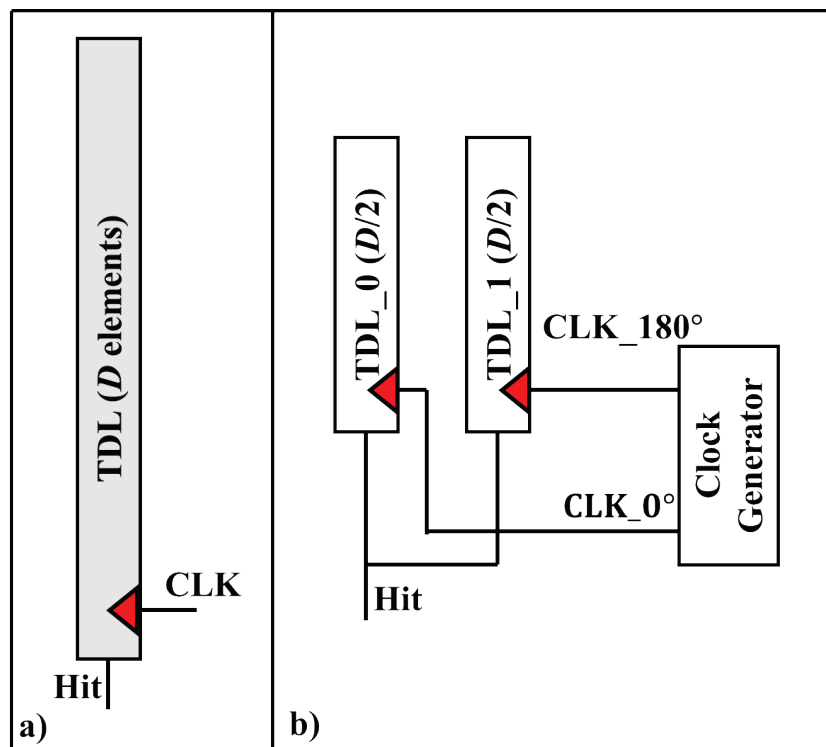 TDL (D elements)
CLK
Hit
a)
TDL_0 (D/2)
TDL_1 (D/2)
CLK_180°
Clock
Generator
CLK_0°
Hit
b)